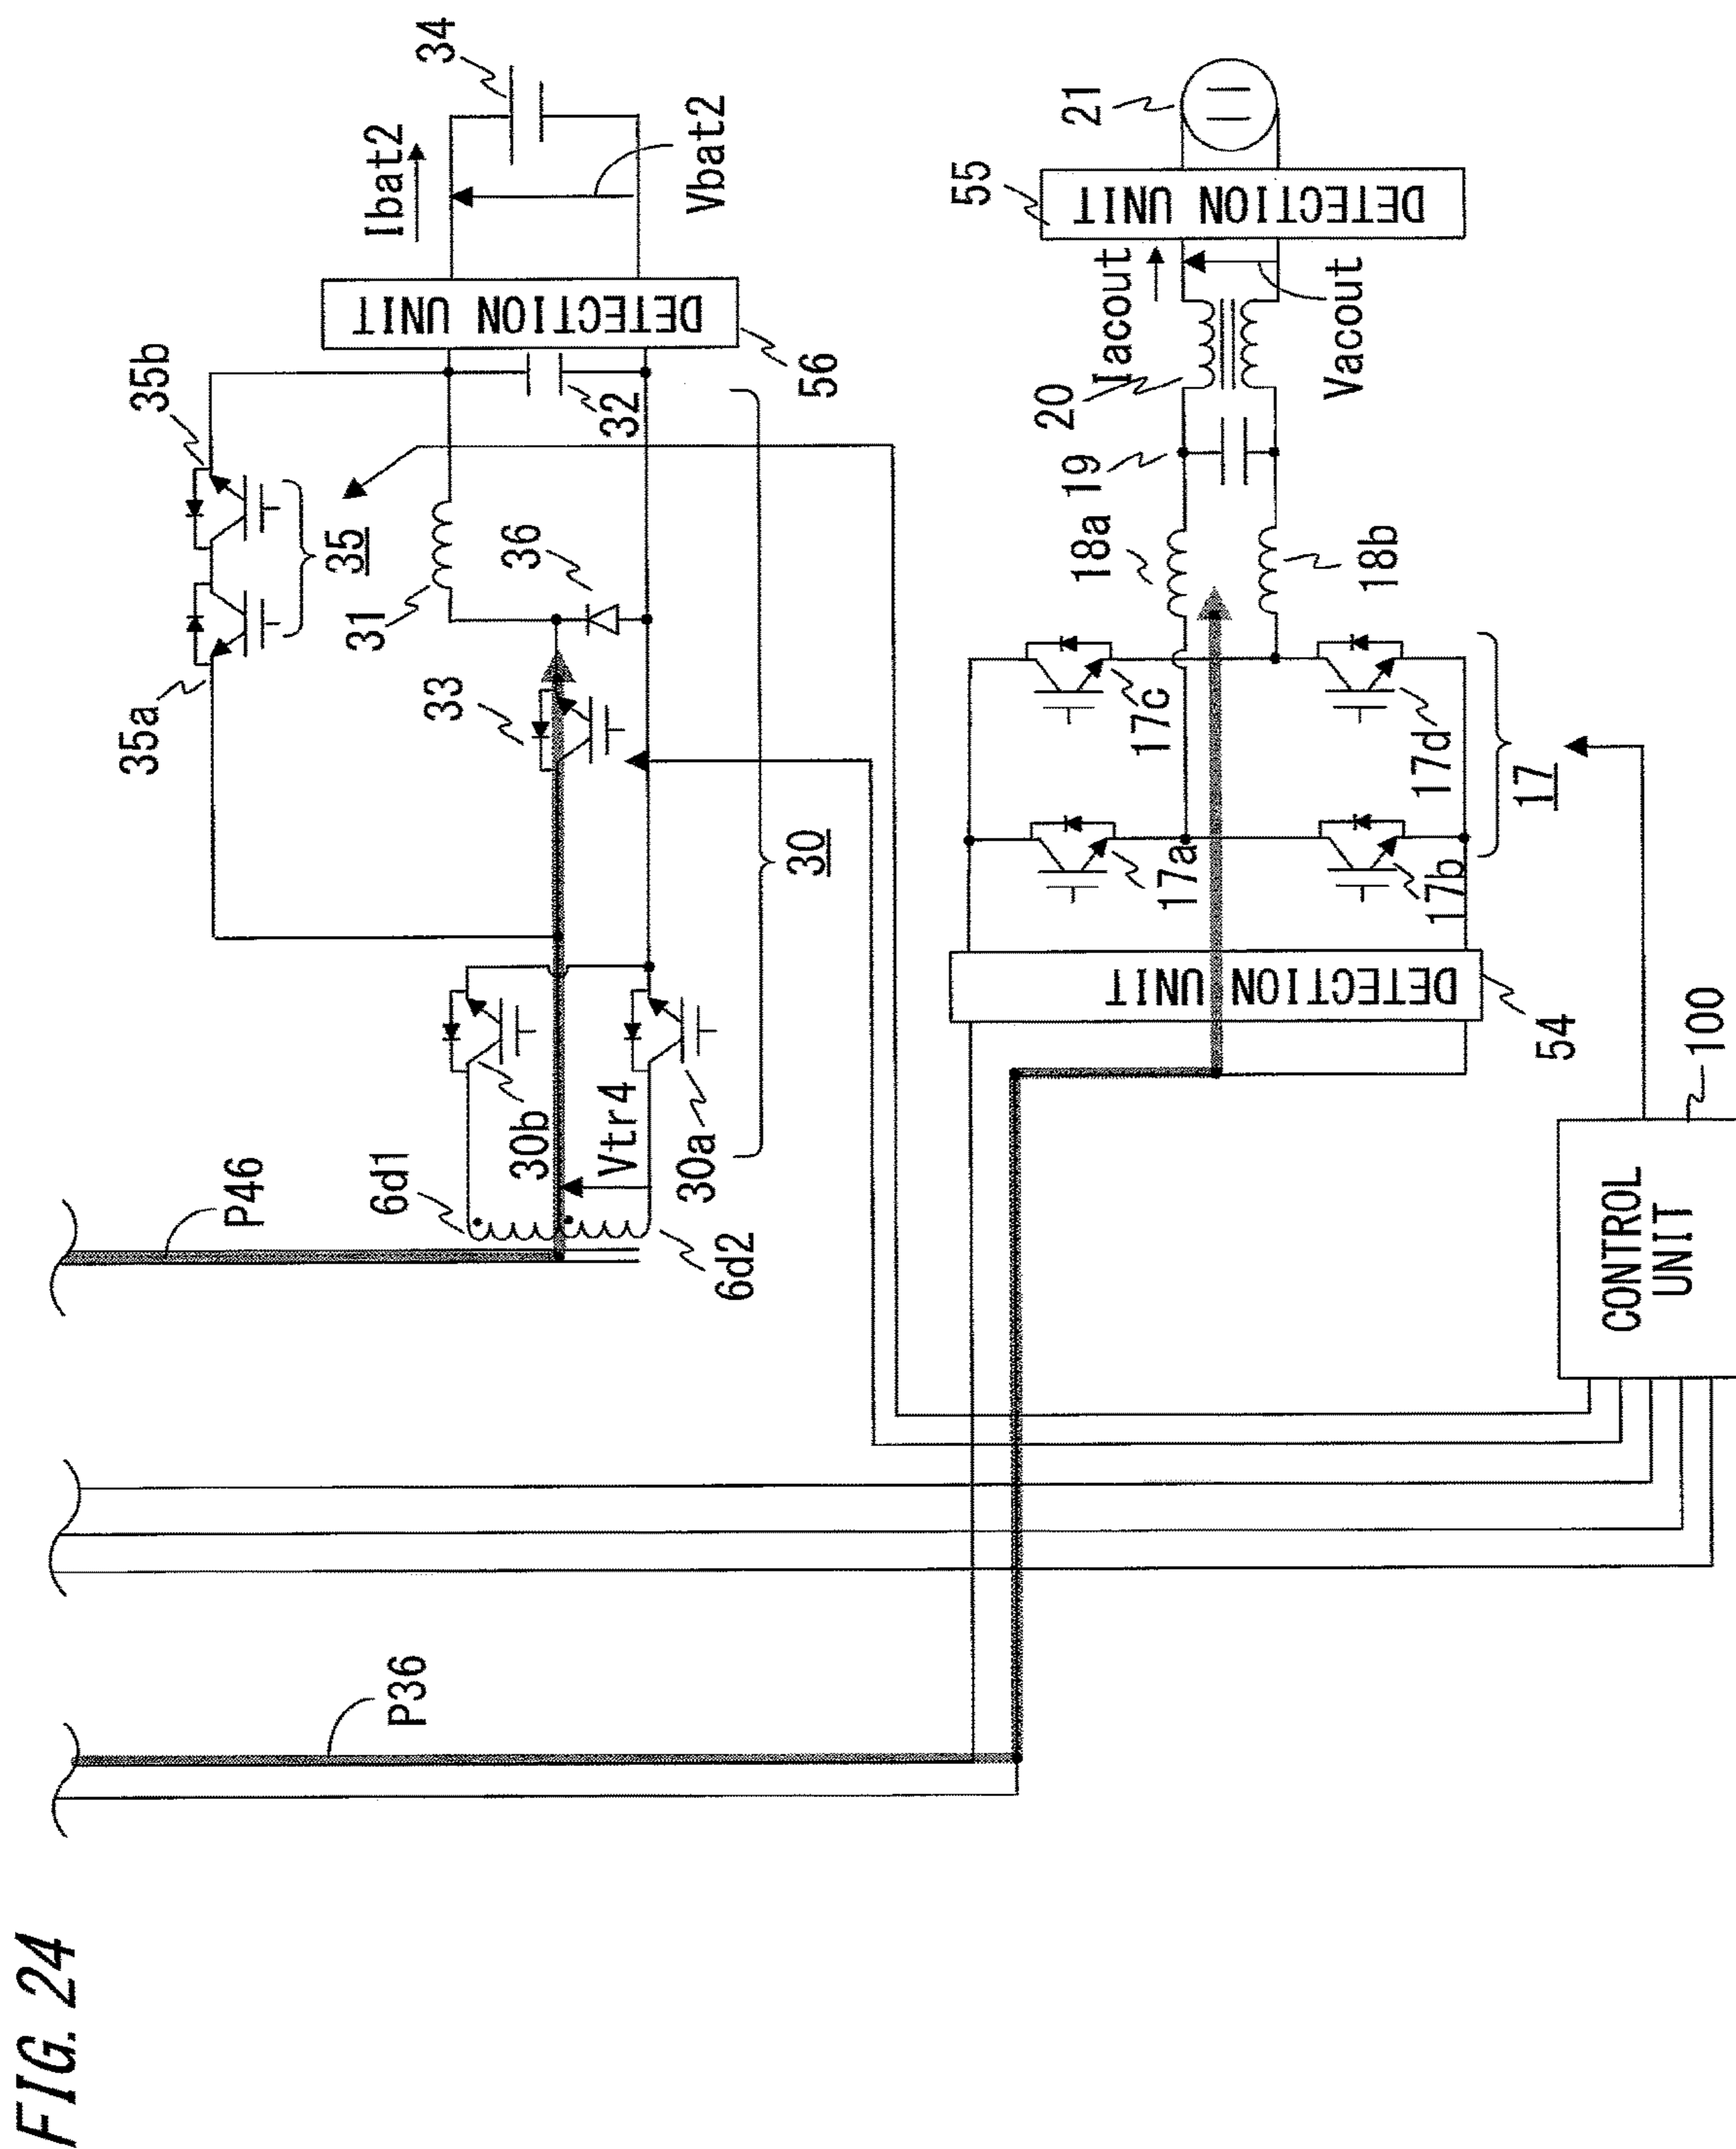 FIG. 24
34
Ibat2
Vbat2
DETECTION UNIT
56
35b
35
35a
32
31
36
33
30
30b
30a
Vtr4
6d1
6d2
P46
21
55
DETECTION UNIT
Iacout
Vacout
20
19
18a
18b
17c
17d
17a
17b
17
DETECTION UNIT
54
100
CONTROL
UNIT
P36